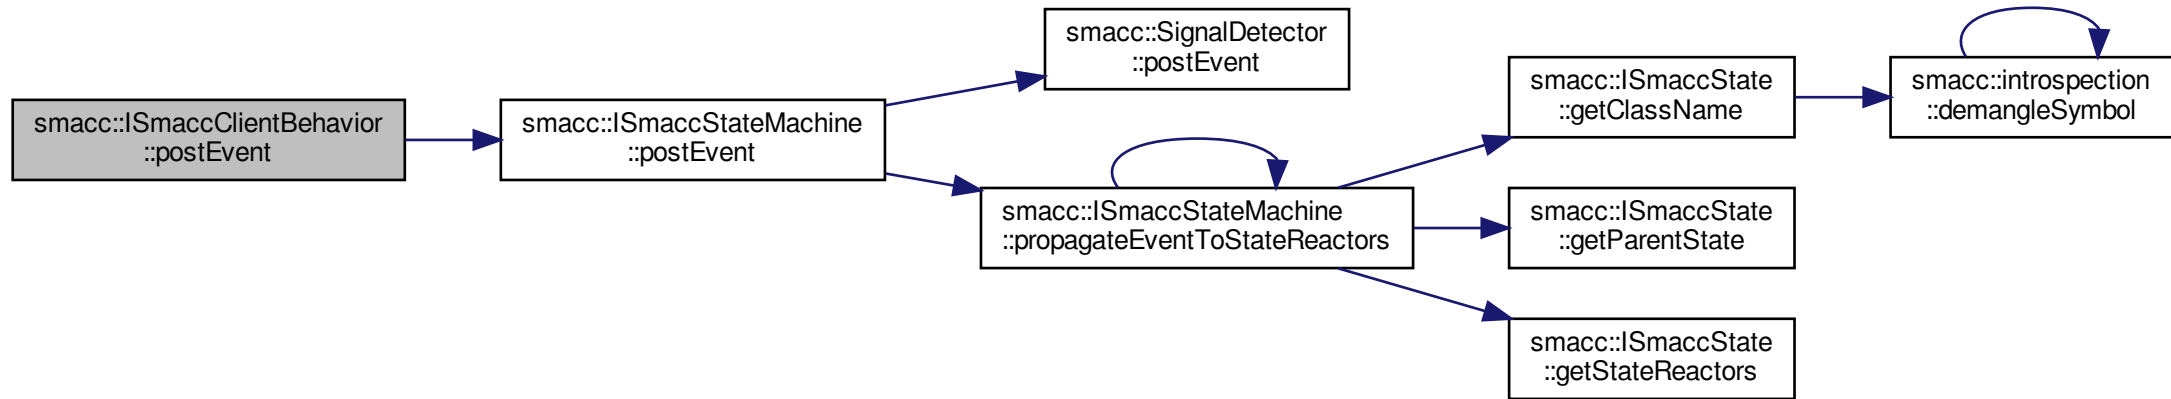 smacc::ISmaccClientBehavior
::postEvent
smacc::ISmaccStateMachine
::postEvent
smacc::SignalDetector
::postEvent
smacc::ISmaccStateMachine
::propagateEventToStateReactors
smacc::ISmaccState
::getClassName
smacc::introspection
::demangleSymbol
smacc::ISmaccState
::getParentState
smacc::ISmaccState
::getStateReactors